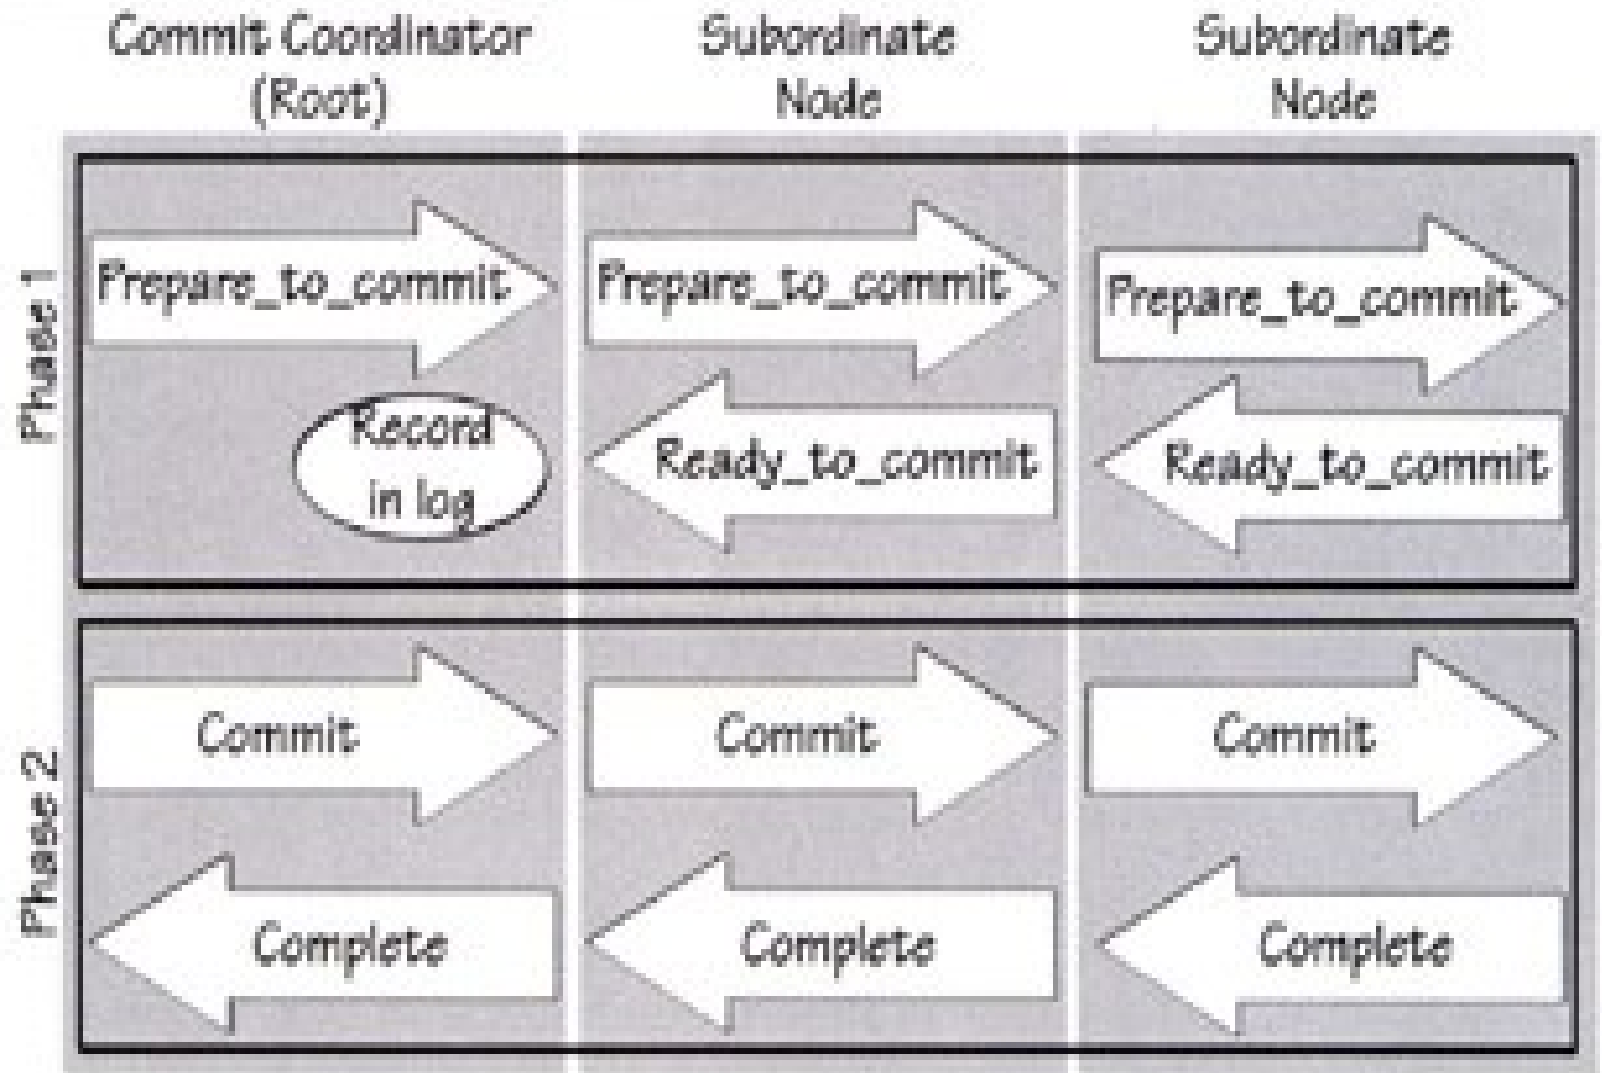 Commit Coordinator
(Root)
Subordinate
Node
Subordinate
Node
Phase 1
Prepare_to_commit
Prepare_to_commit
Prepare_to_commit
Record
in log
Ready_to_commit
Ready_to_commit
Phase 2
Commit
Commit
Commit
Complete
Complete
Complete